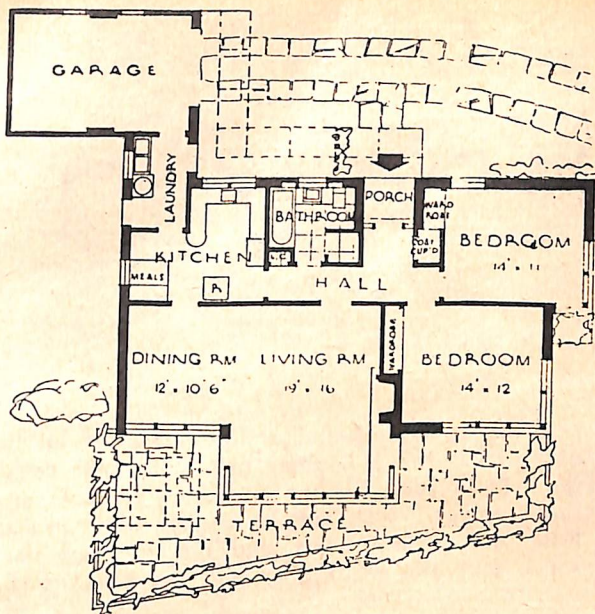 GARAGE
LAUNDRY
PORCH
WARD
ROBE
BATHROOM
COAT
CUP'D
BEDROOM
14' × 11
KITCHEN
MEALS
L.C
HALL
R
WARDROBE
DINING RM
12' × 10'6"
LIVING RM
19' × 16
BEDROOM
14' × 12
TERRACE